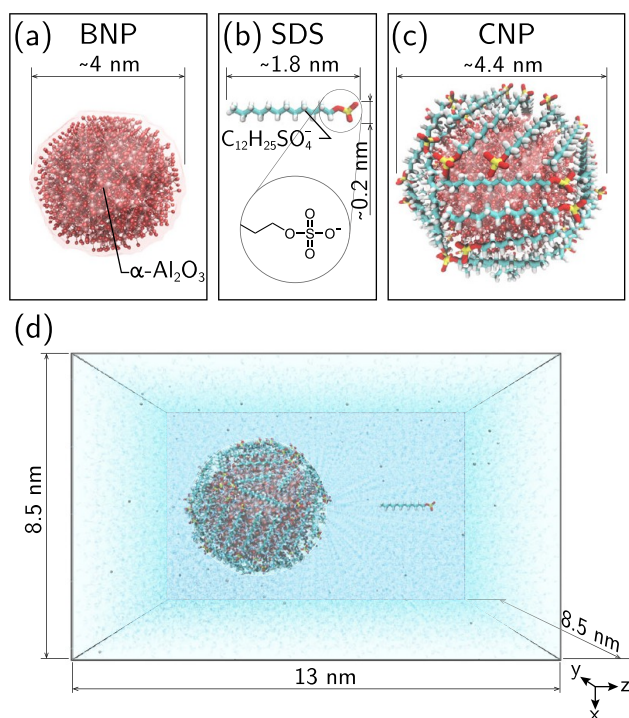 (a) BNP
~4 nm
α-Al₂O₃
(b) SDS
~1.8 nm
C₁₂H₂₅SO₄⁻
~0.2 nm
O
O S O⁻
O
(c) CNP
~4.4 nm
(d)
8.5 nm
8.5 nm
13 nm
y
z
x